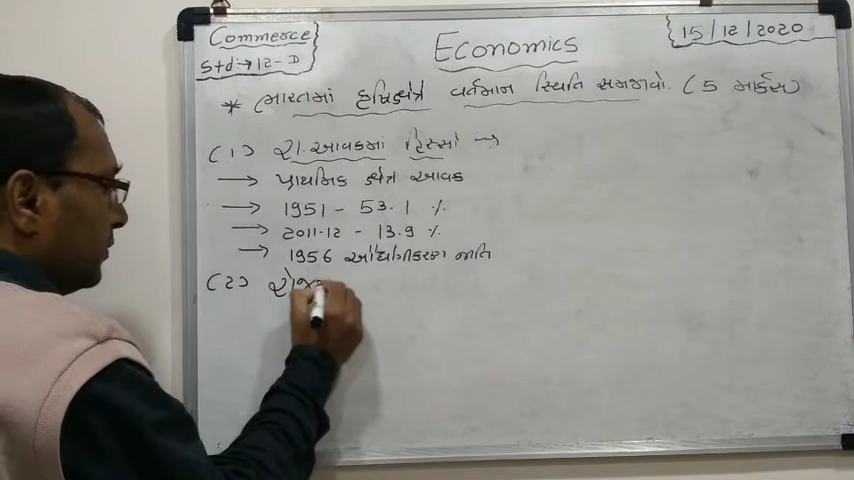 Commerce
Std → 12 - D
Economics
15/12/2020
* ભારતમાં કૃષિક્ષેત્રે વર્તમાન સ્થિતિ સમજાવો. (5 માર્કસ)
(1) રા. આવકમાં હિસ્સો →
→ પ્રાથમિક ક્ષેત્ર આવક
→ 1951 - 53.1 %
→ 2011-12 - 13.9 %
→ 1956 ઔદ્યોગીકરણ નીતિ
(2) રોજ